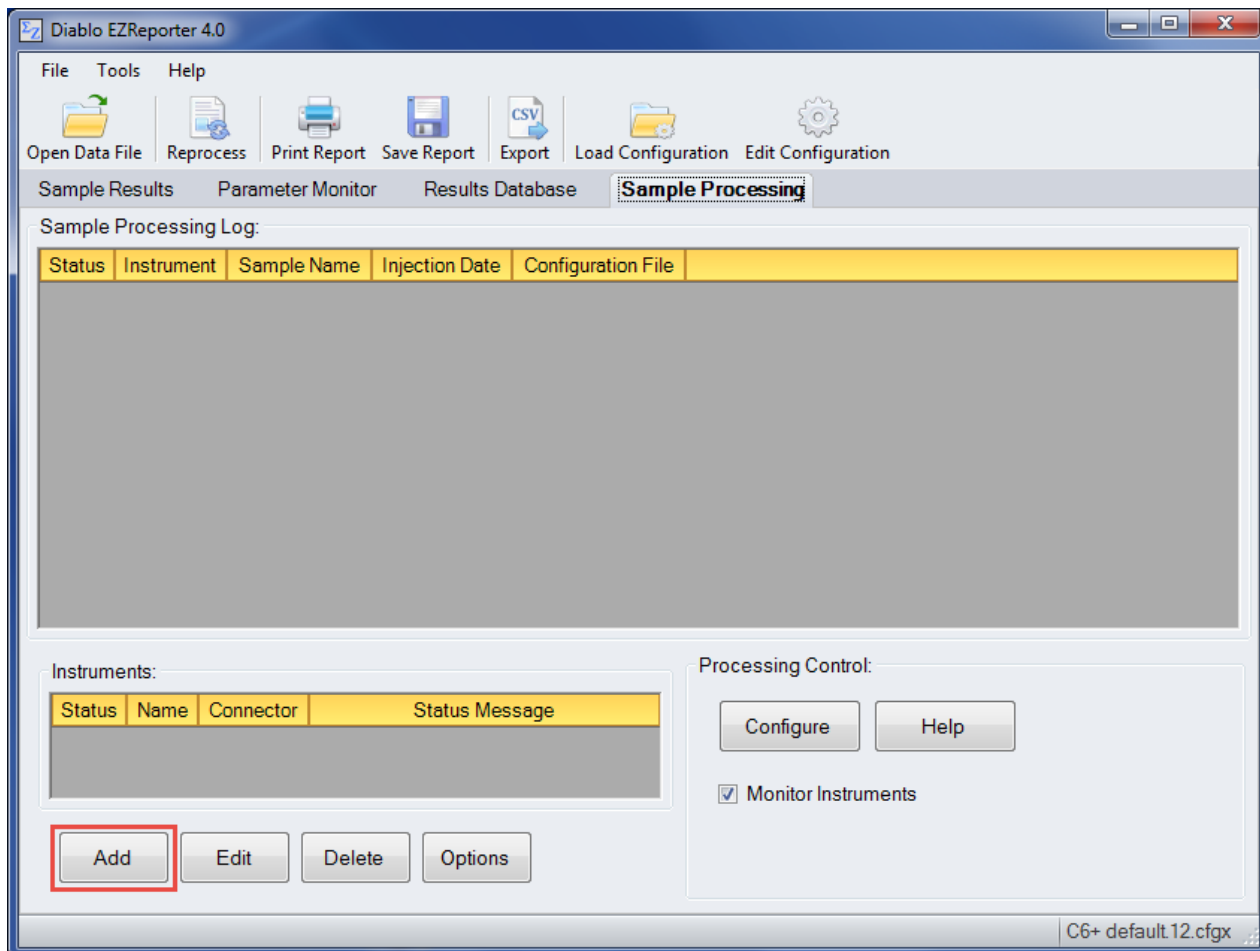 Diablo EZReporter 4.0
File Tools Help
CSV
Open Data File Reprocess Print Report Save Report Export Load Configuration Edit Configuration
Sample Results Parameter Monitor Results Database Sample Processing
Sample Processing Log:
Status Instrument Sample Name Injection Date Configuration File
Instruments:
Status Name Connector Status Message
Add Edit Delete Options
Processing Control:
Configure Help
Monitor Instruments
C6+ default.12.cfgx